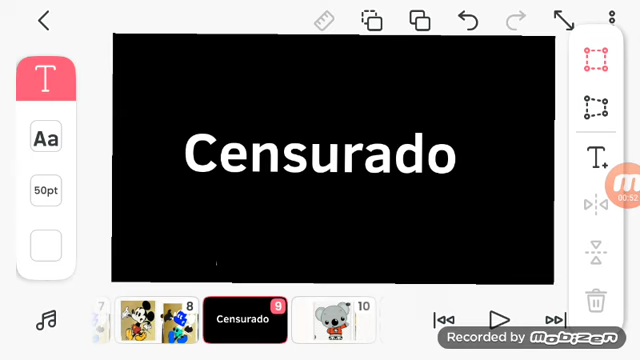 Censurado
Aa
50pt
T
00:52
7
8
9
10
Censurado
Recorded by
mobizen